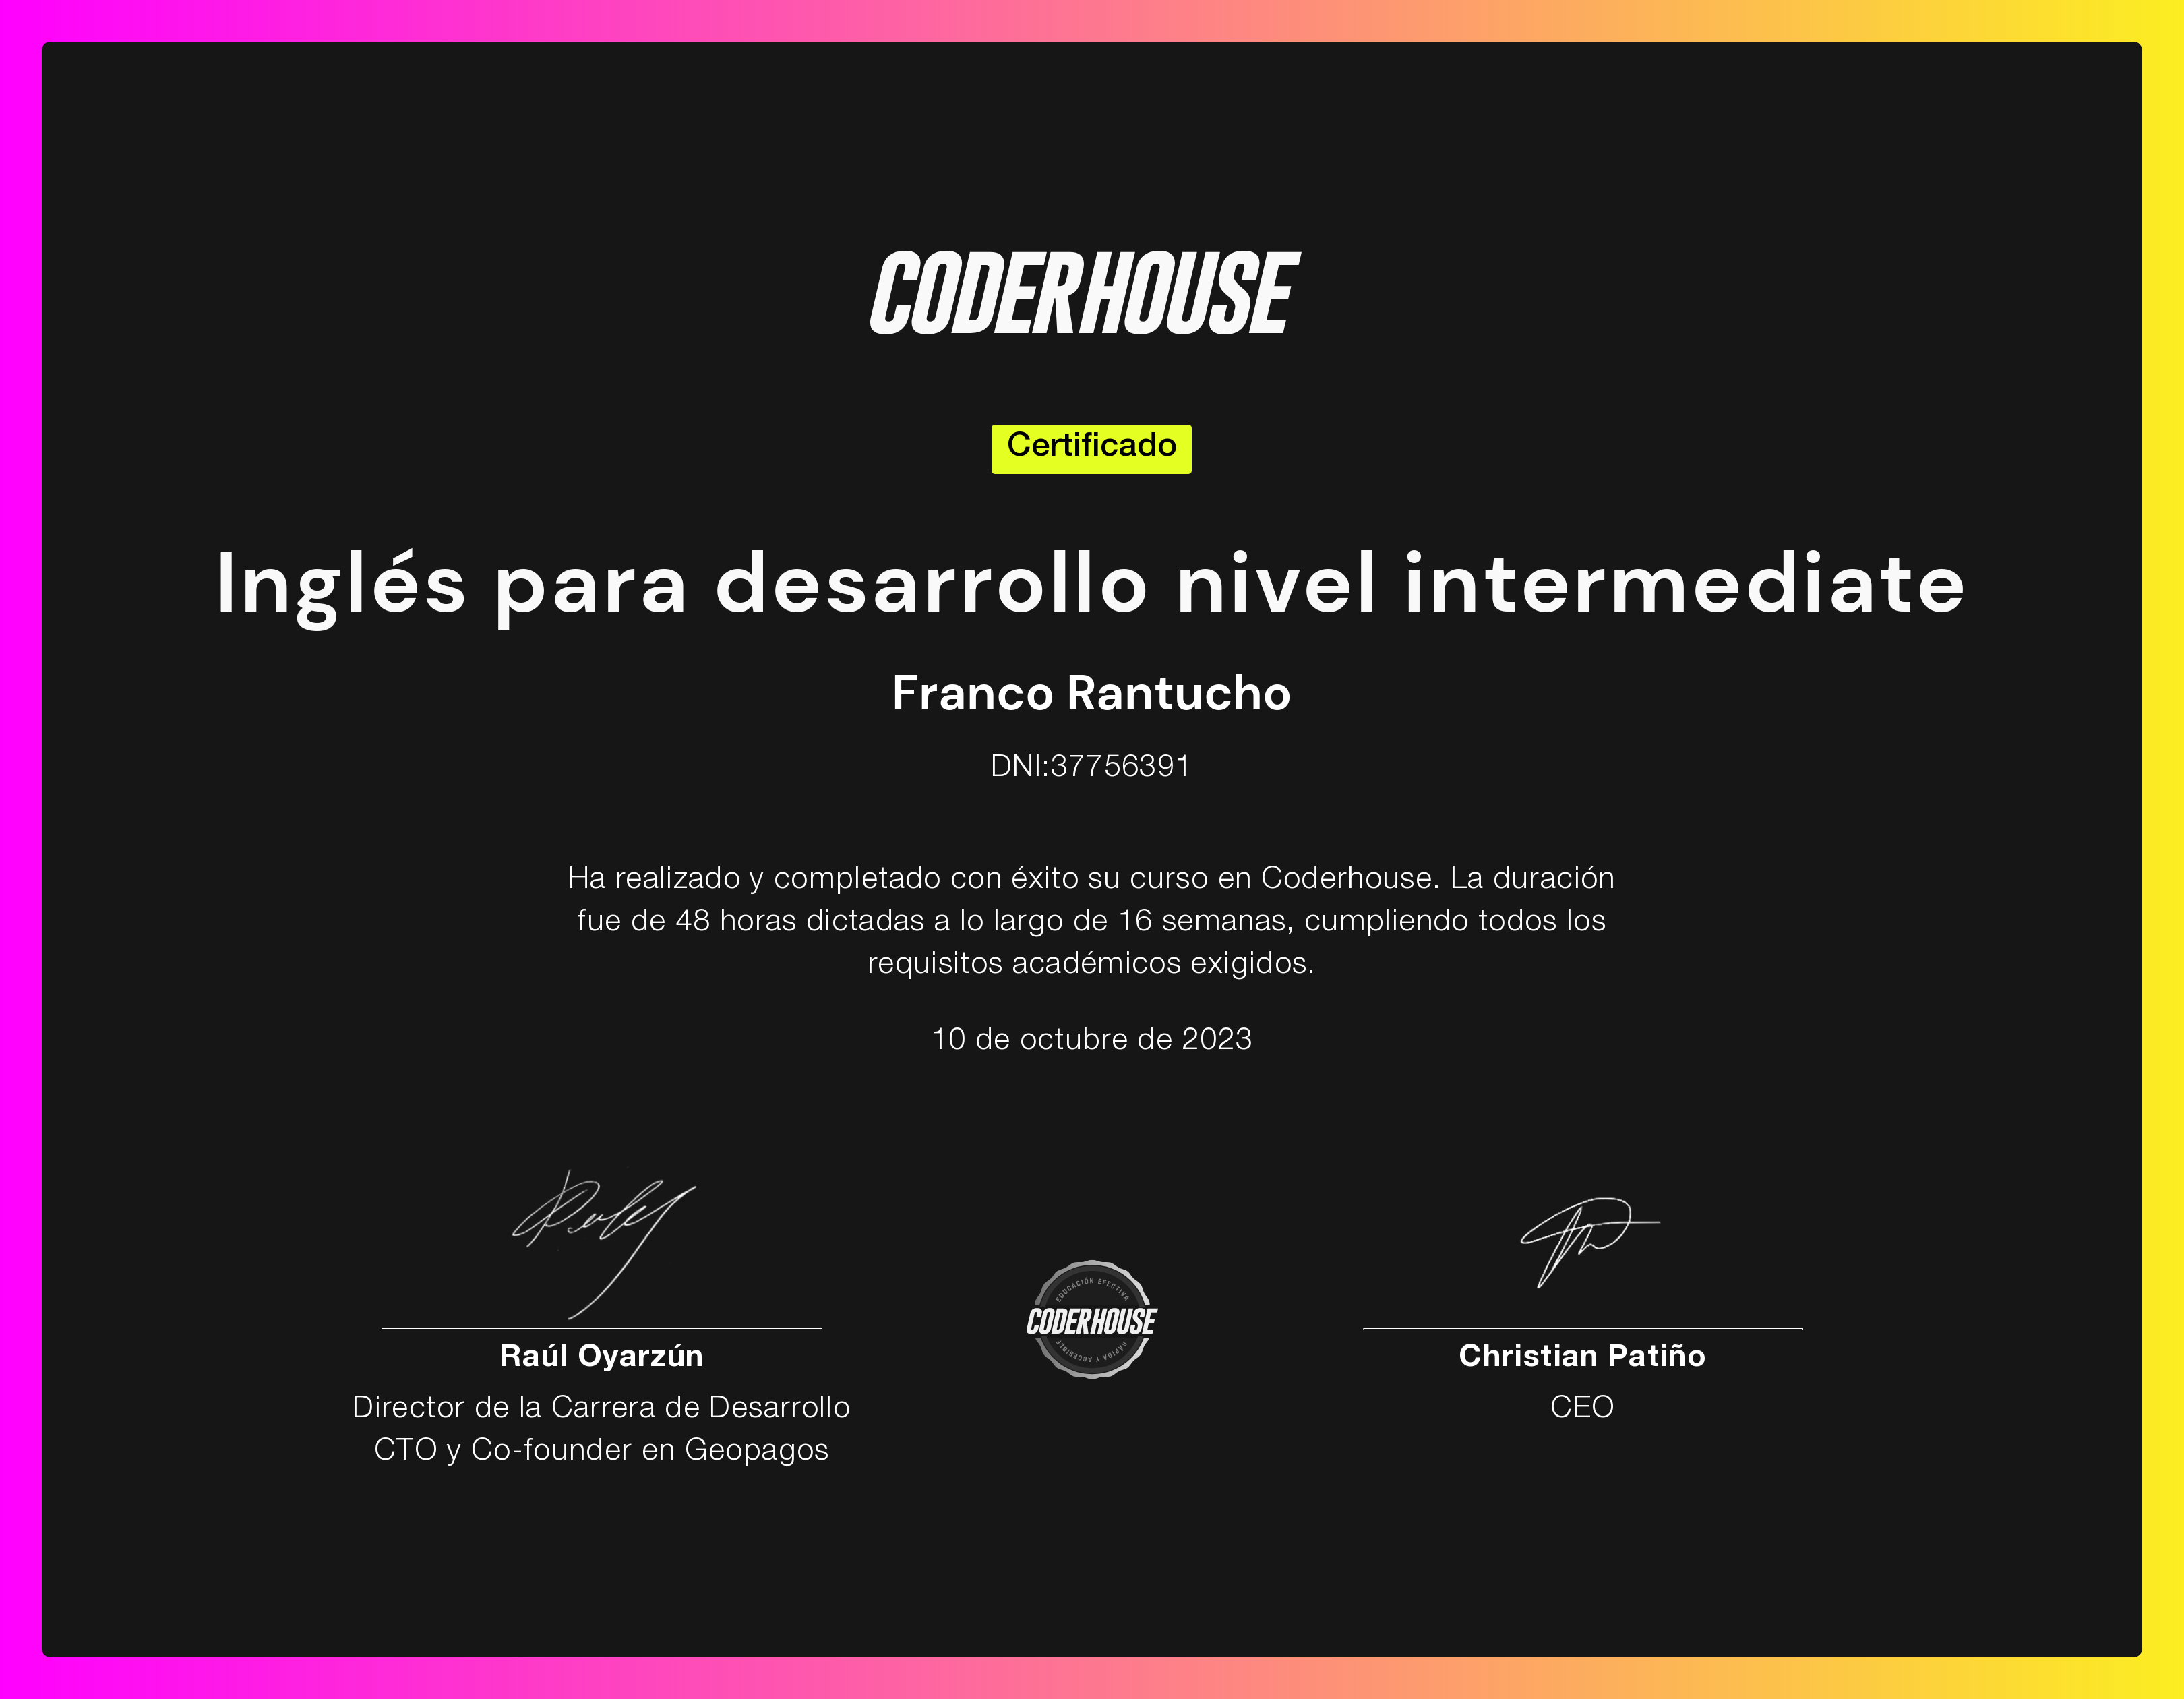 CODERHOUSE
Certificado
Inglés para desarrollo nivel intermediate
Franco Rantucho
DNI:37756391
Ha realizado y completado con éxito su curso en Coderhouse. La duración
fue de 48 horas dictadas a lo largo de 16 semanas, cumpliendo todos los
requisitos académicos exigidos.
10 de octubre de 2023
EDUCACIÓN EFECTIVA
CODERHOUSE
RÁPIDA Y ACCESIBLE
Raúl Oyarzún
Director de la Carrera de Desarrollo
CTO y Co-founder en Geopagos
Christian Patiño
CEO